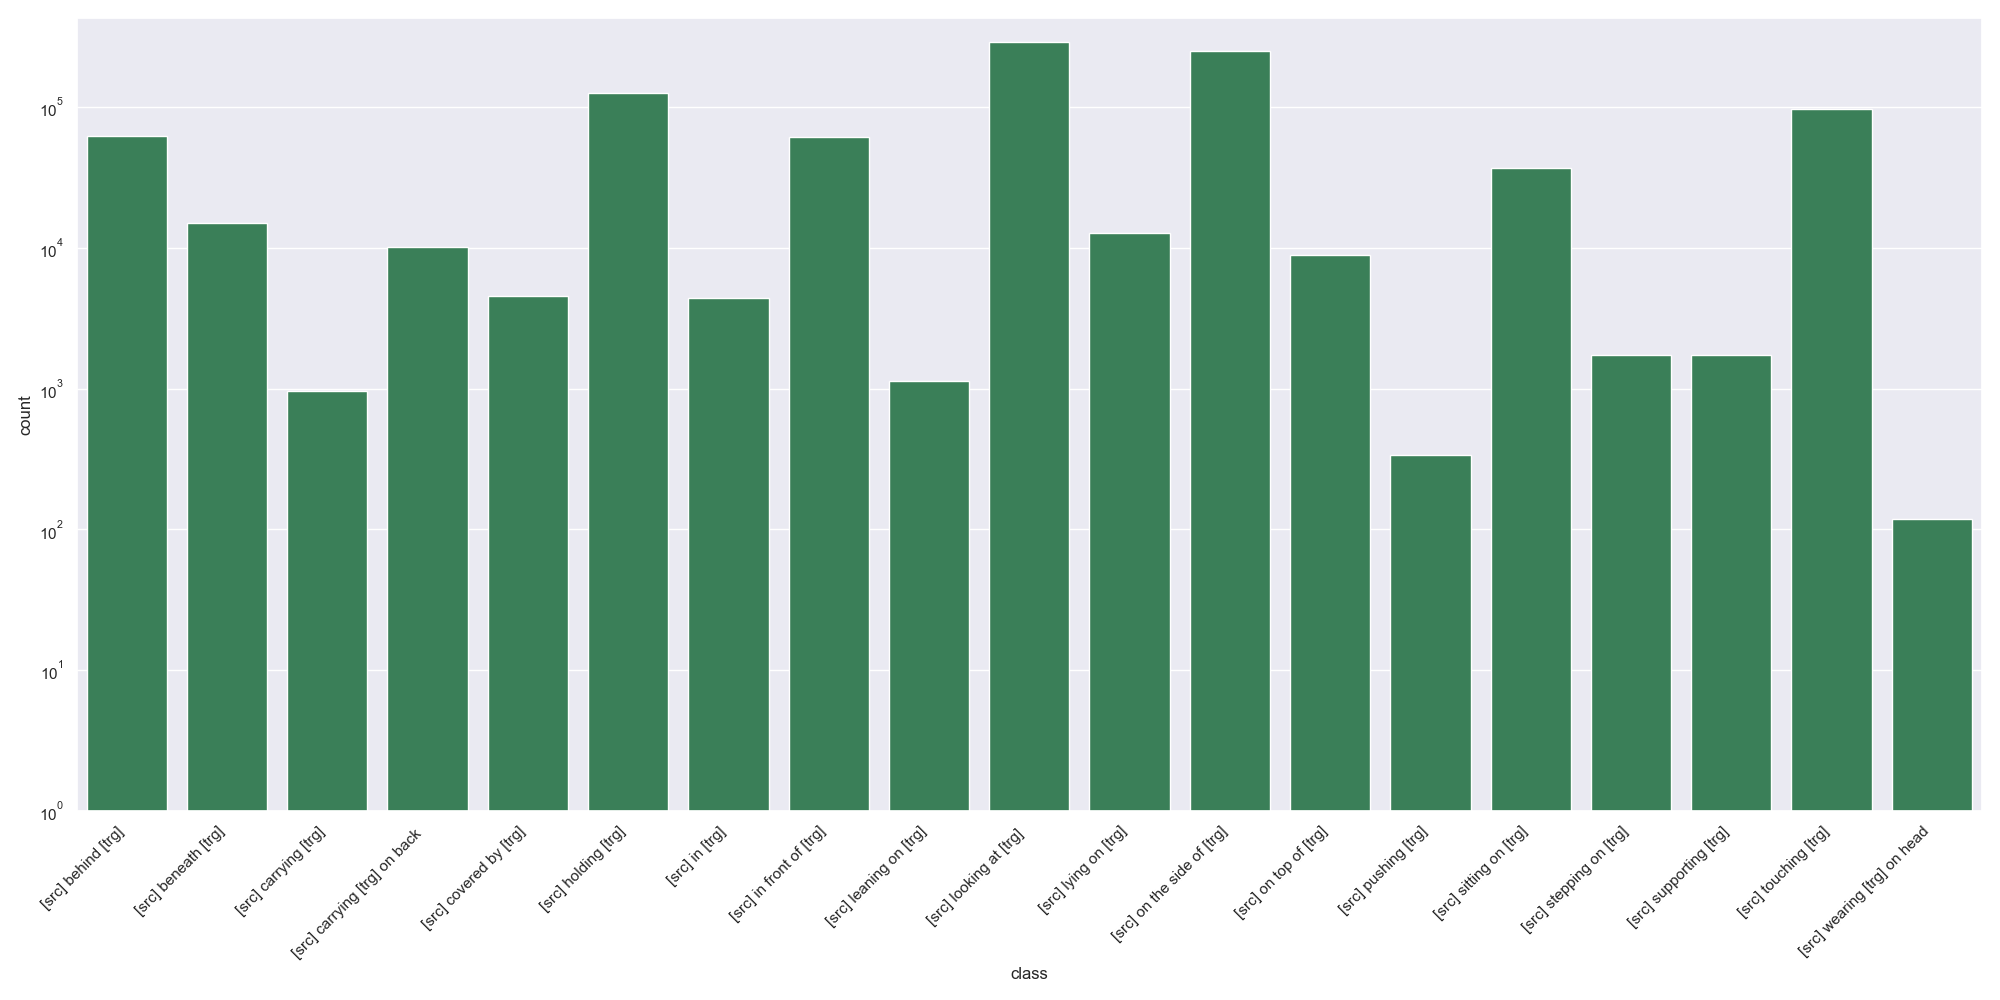 10^5
10^4
10^3
10^2
10^1
10^0
count
[src] behind [trg]
[src] beneath [trg]
[src] carrying [trg]
[src] carrying [trg] on back
[src] covered by [trg]
[src] holding [trg]
[src] in [trg]
[src] in front of [trg]
[src] leaning on [trg]
[src] looking at [trg]
[src] lying on [trg]
[src] on the side of [trg]
[src] on top of [trg]
[src] pushing [trg]
[src] sitting on [trg]
[src] stepping on [trg]
[src] supporting [trg]
[src] touching [trg]
[src] wearing [trg] on head
class